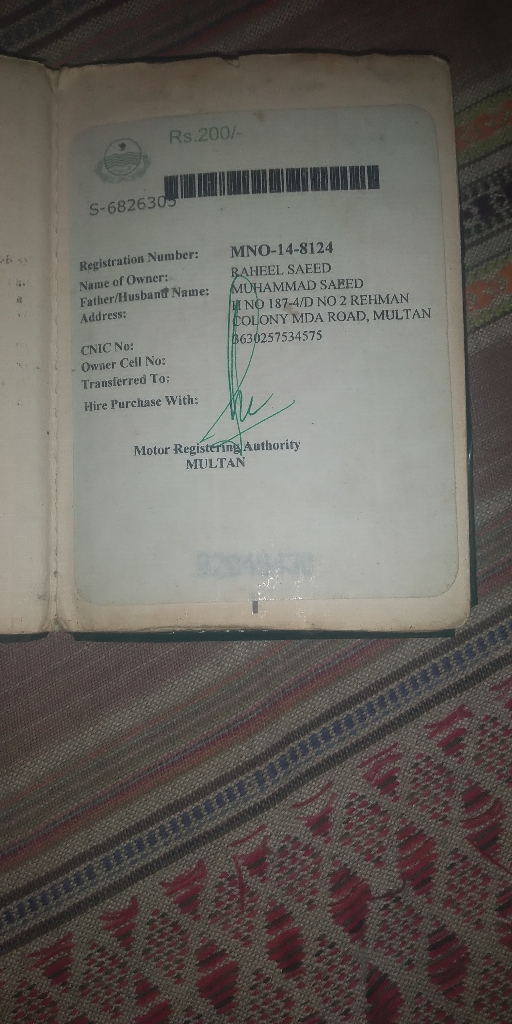 Rs.200/-
S-6826305
Registration Number: MNO-14-8124
Name of Owner: RAHEEL SAEED
Father/Husband Name: MUHAMMAD SAEED
Address: H NO 187-4/D NO 2 REHMAN
COLONY MDA ROAD, MULTAN
CNIC No: 3630257534575
Owner Cell No:
Transferred To:
Hire Purchase With:
Motor Registering Authority
MULTAN